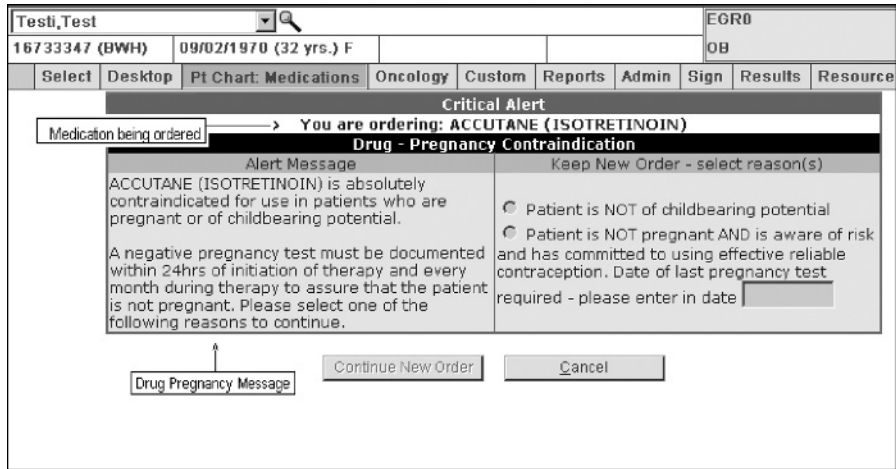 Testi,Test
EGR0
16733347 (BWH) 09/02/1970 (32 yrs.) F
OB
Select Desktop Pt Chart: Medications Oncology Custom Reports Admin Sign Results Resource
Critical Alert
Medication being ordered
You are ordering: ACCUTANE (ISOTRETINOIN)
Drug - Pregnancy Contraindication
Alert Message
ACCUTANE (ISOTRETINOIN) is absolutely
contraindicated for use in patients who are
pregnant or of childbearing potential.
A negative pregnancy test must be documented
within 24hrs of initiation of therapy and every
month during therapy to assure that the patient
is not pregnant. Please select one of the
following reasons to continue.
Keep New Order - select reason(s)
Patient is NOT of childbearing potential
Patient is NOT pregnant AND is aware of risk
and has committed to using effective reliable
contraception. Date of last pregnancy test
required - please enter in date
Drug Pregnancy Message
Continue New Order
Cancel